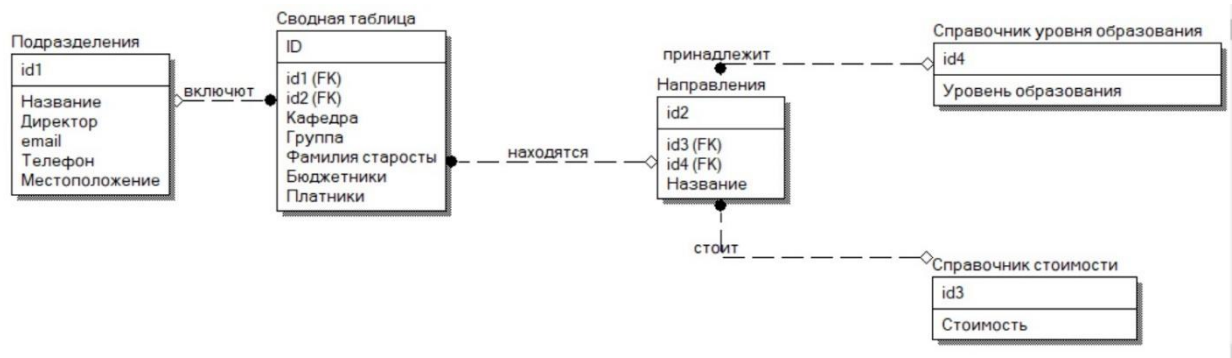 Подразделения
id1
Название
Директор
email
Телефон
Местоположение
включют
Сводная таблица
ID
id1 (FK)
id2 (FK)
Кафедра
Группа
Фамилия старосты
Бюджетники
Платники
находятся
Направления
id2
id3 (FK)
id4 (FK)
Название
принадлежит
Справочник уровня образования
id4
Уровень образования
стоит
Справочник стоимости
id3
Стоимость